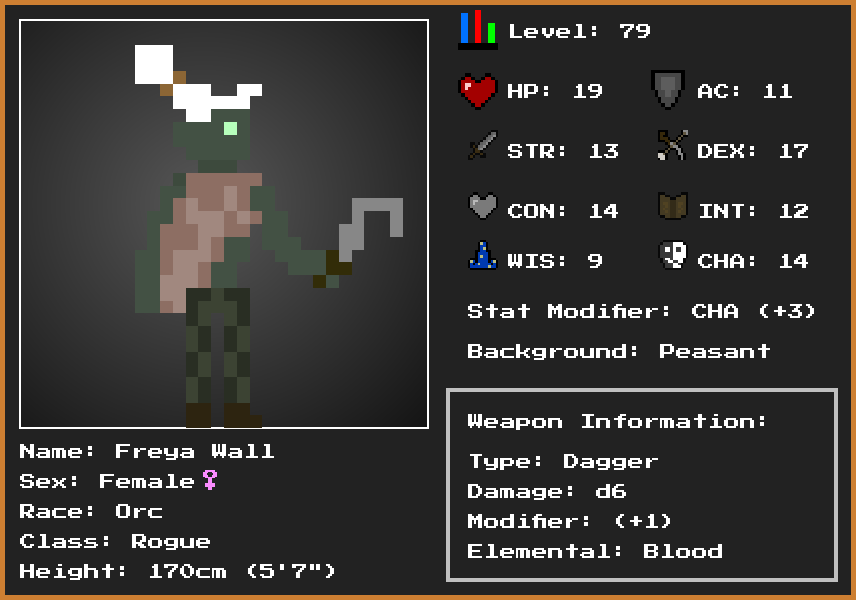 Level: 79
HP: 19 AC: 11
STR: 13 DEX: 17
CON: 14 INT: 12
WIS: 9 CHA: 14
Stat Modifier: CHA (+3)
Background: Peasant
Weapon Information:
Type: Dagger
Damage: d6
Modifier: (+1)
Elemental: Blood
Name: Freya Wall
Sex: Female♀
Race: Orc
Class: Rogue
Height: 170cm (5'7")